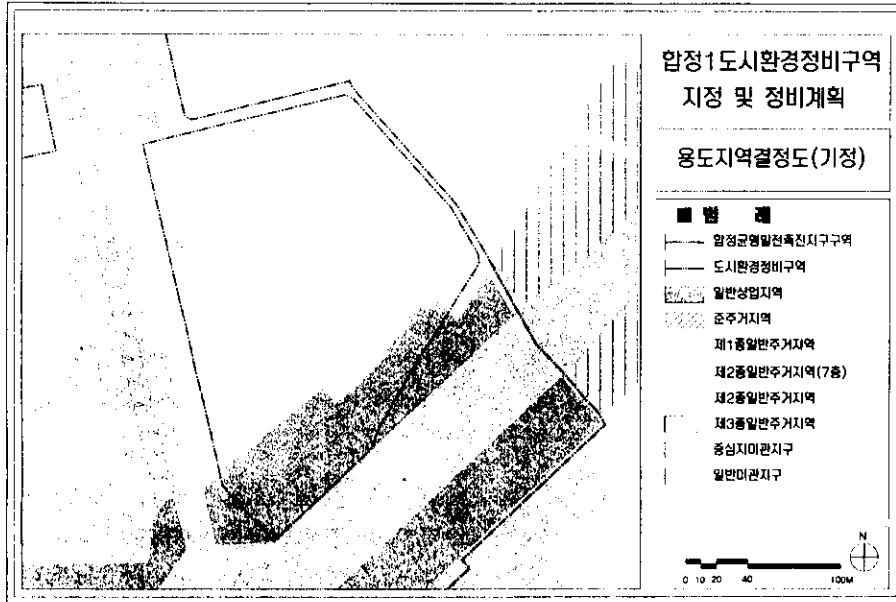 합정1도시환경정비구역
지정 및 정비계획
용도지역결정도(기정)
범 례
합정균형발전촉진지구구역
도시환경정비구역
일반상업지역
준주거지역
제1종일반주거지역
제2종일반주거지역(7층)
제2종일반주거지역
제3종일반주거지역
중심지미관지구
일반미관지구
N
0 10 20 40 100M